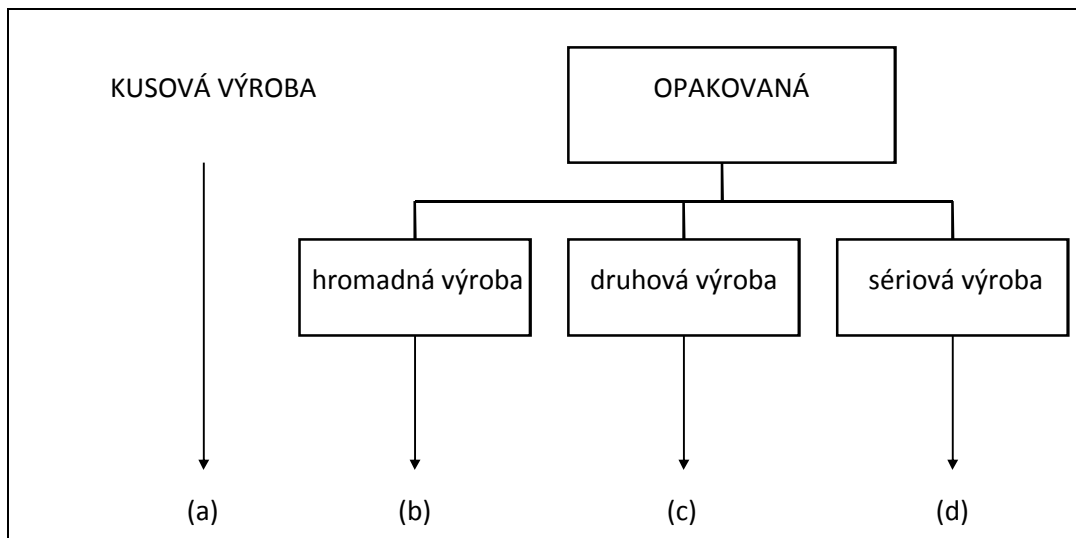 KUSOVÁ VÝROBA
OPAKOVANÁ
hromadná výroba
druhová výroba
sériová výroba
(a)
(b)
(c)
(d)